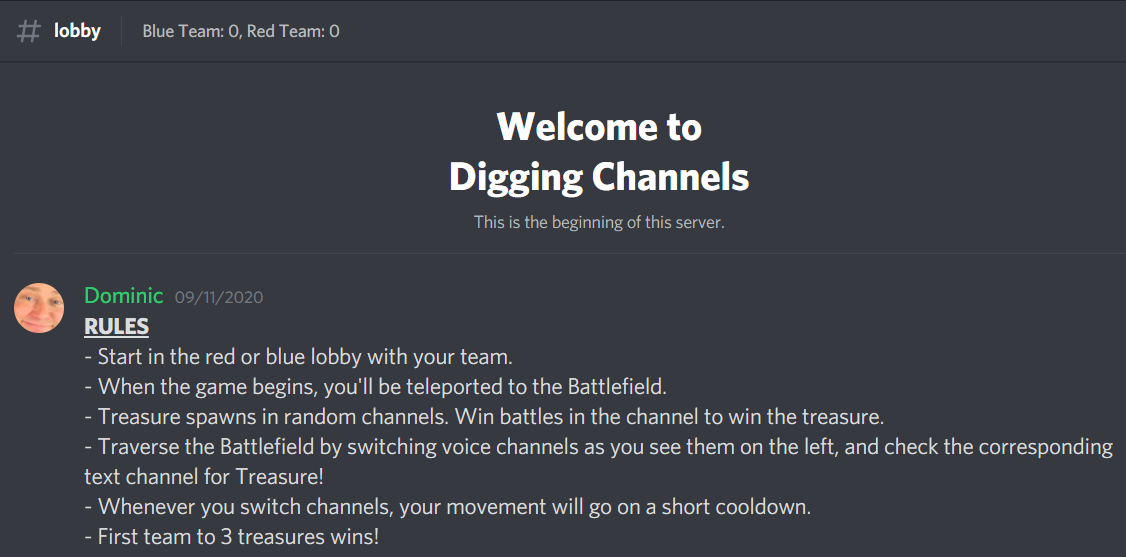 # lobby Blue Team: 0, Red Team: 0
Welcome to
Digging Channels
This is the beginning of this server.
Dominic 09/11/2020
RULES
- Start in the red or blue lobby with your team.
- When the game begins, you'll be teleported to the Battlefield.
- Treasure spawns in random channels. Win battles in the channel to win the treasure.
- Traverse the Battlefield by switching voice channels as you see them on the left, and check the corresponding
text channel for Treasure!
- Whenever you switch channels, your movement will go on a short cooldown.
- First team to 3 treasures wins!